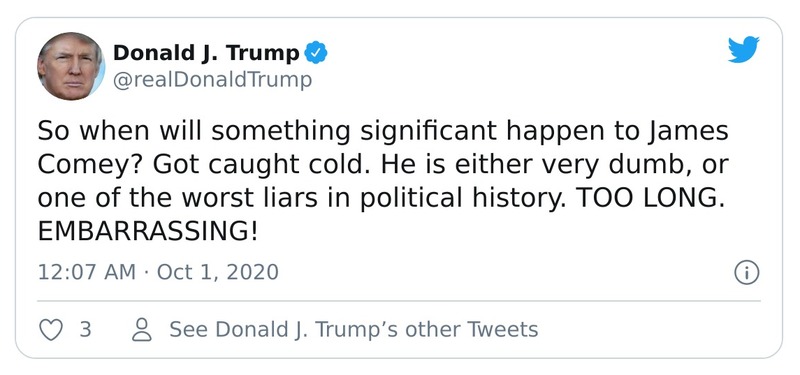 Donald J. Trump
@realDonaldTrump
So when will something significant happen to James
Comey? Got caught cold. He is either very dumb, or
one of the worst liars in political history. TOO LONG.
EMBARRASSING!
12:07 AM · Oct 1, 2020
3 See Donald J. Trump’s other Tweets